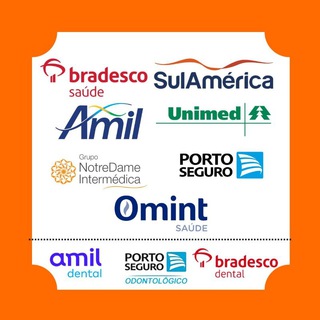 bradesco
saúde
SulAmérica
Amil
Unimed
Grupo
NotreDame
Intermédica
PORTO
SEGURO
Omint
SAÚDE
amil
dental
PORTO
SEGURO
ODONTOLÓGICO
bradesco
dental